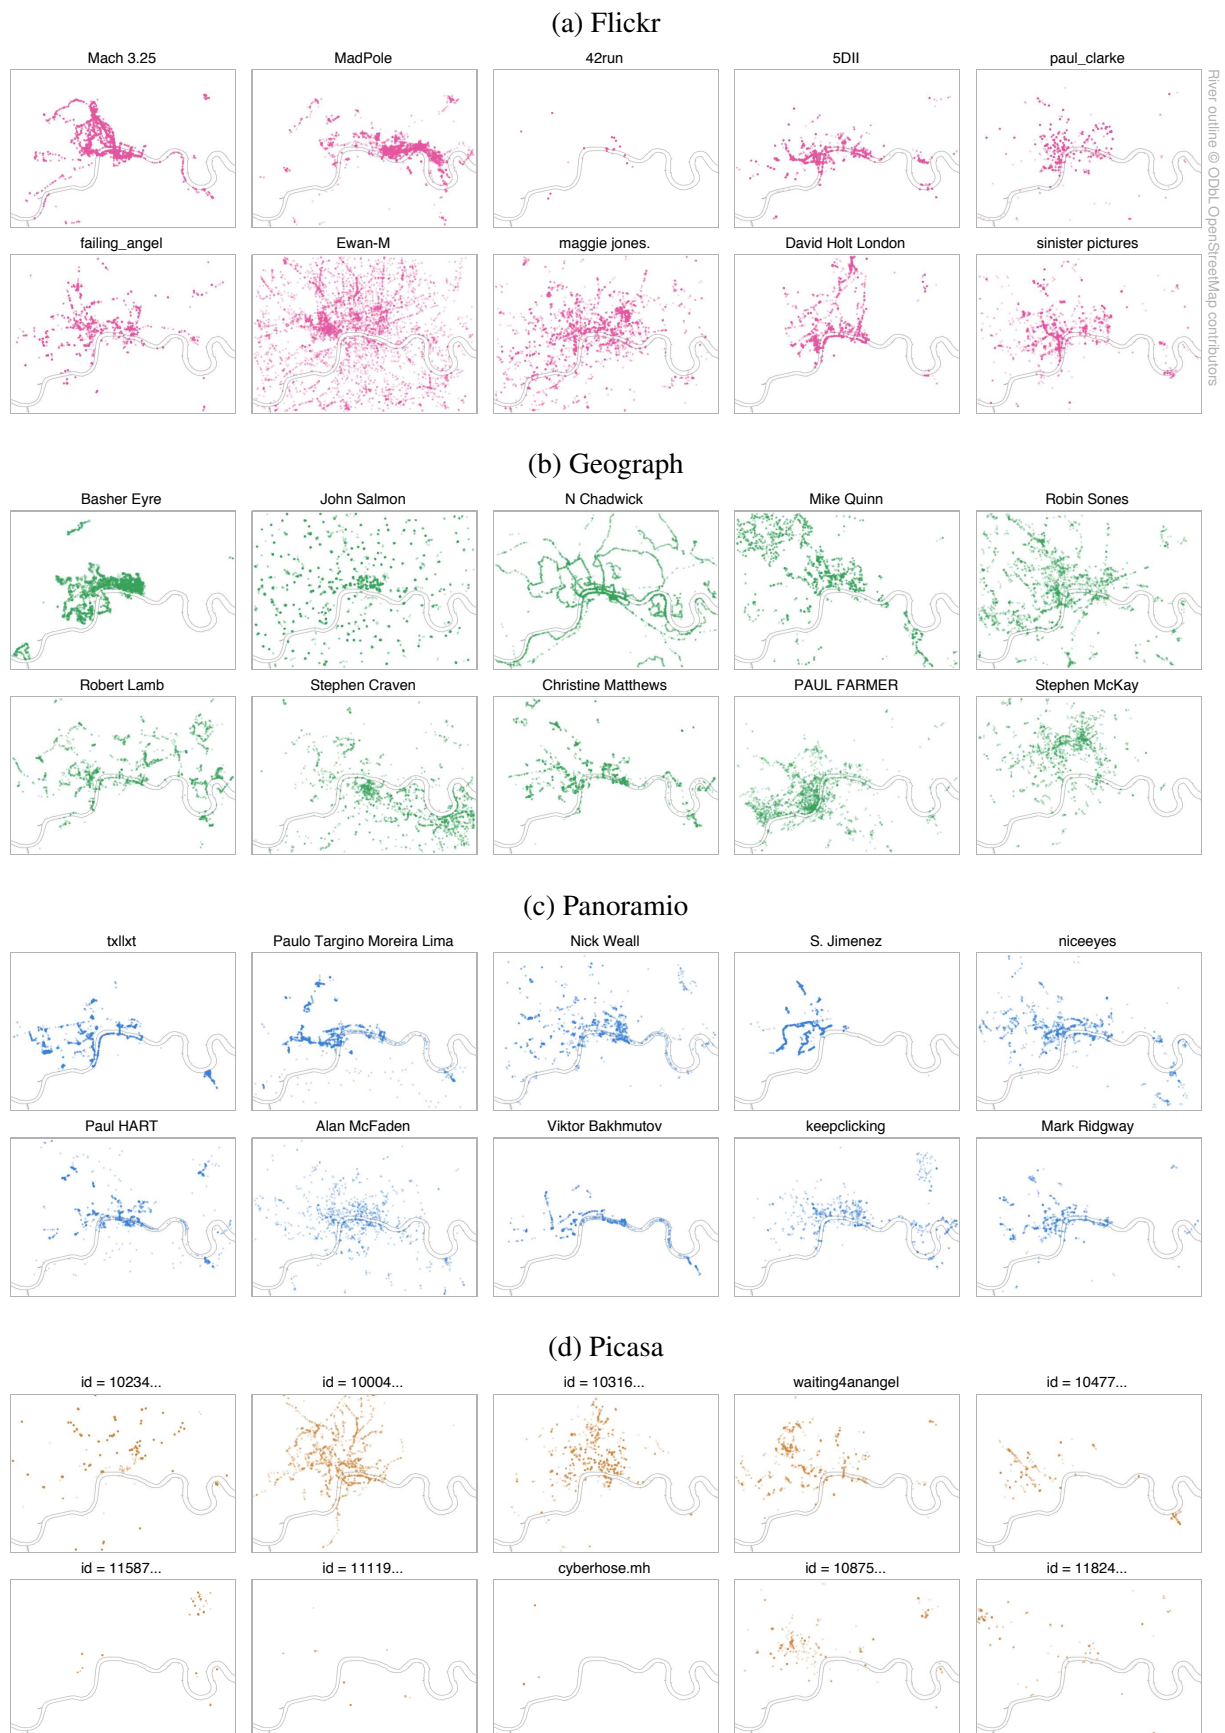 (a) Flickr
Mach 3.25
MadPole
42run
5DII
paul_clarke
failing_angel
Ewan-M
maggie jones.
David Holt London
sinister pictures
River outline © ODbL OpenStreetMap contributors
(b) Geograph
Basher Eyre
John Salmon
N Chadwick
Mike Quinn
Robin Sones
Robert Lamb
Stephen Craven
Christine Matthews
PAUL FARMER
Stephen McKay
(c) Panoramio
txllxt
Paulo Targino Moreira Lima
Nick Weall
S. Jimenez
niceeyes
Paul HART
Alan McFaden
Viktor Bakhmutov
keepclicking
Mark Ridgway
(d) Picasa
id = 10234...
id = 10004...
id = 10316...
waiting4anangel
id = 10477...
id = 11587...
id = 11119...
cyberhose.mh
id = 10875...
id = 11824...